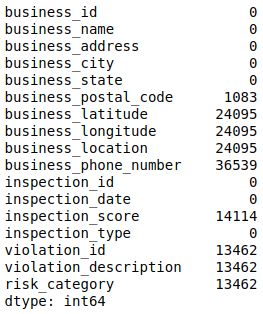 business_id 0
business_name 0
business_address 0
business_city 0
business_state 0
business_postal_code 1083
business_latitude 24095
business_longitude 24095
business_location 24095
business_phone_number 36539
inspection_id 0
inspection_date 0
inspection_score 14114
inspection_type 0
violation_id 13462
violation_description 13462
risk_category 13462
dtype: int64